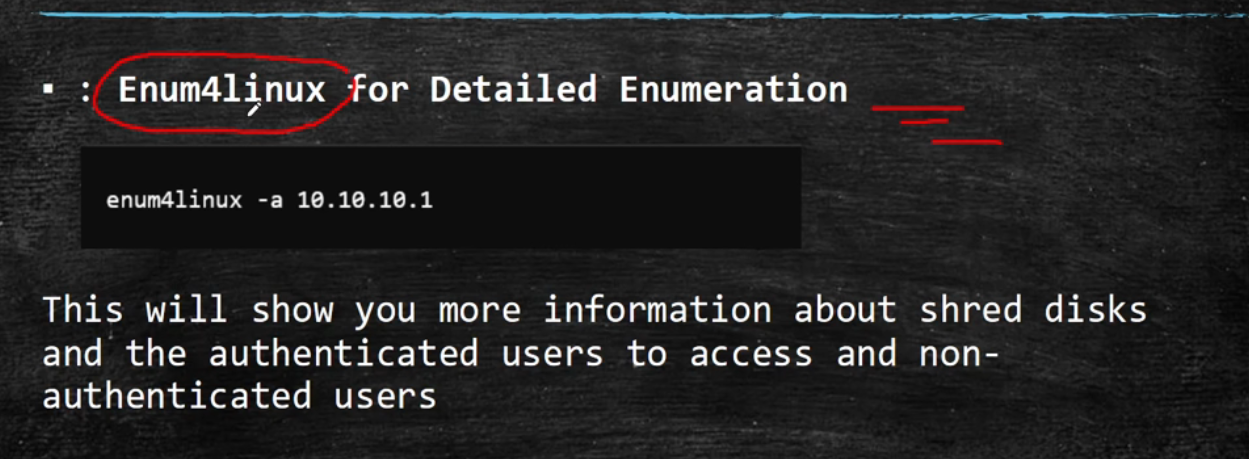 ▪ : Enum4linux for Detailed Enumeration
enum4linux -a 10.10.10.1
This will show you more information about shred disks
and the authenticated users to access and non-
authenticated users